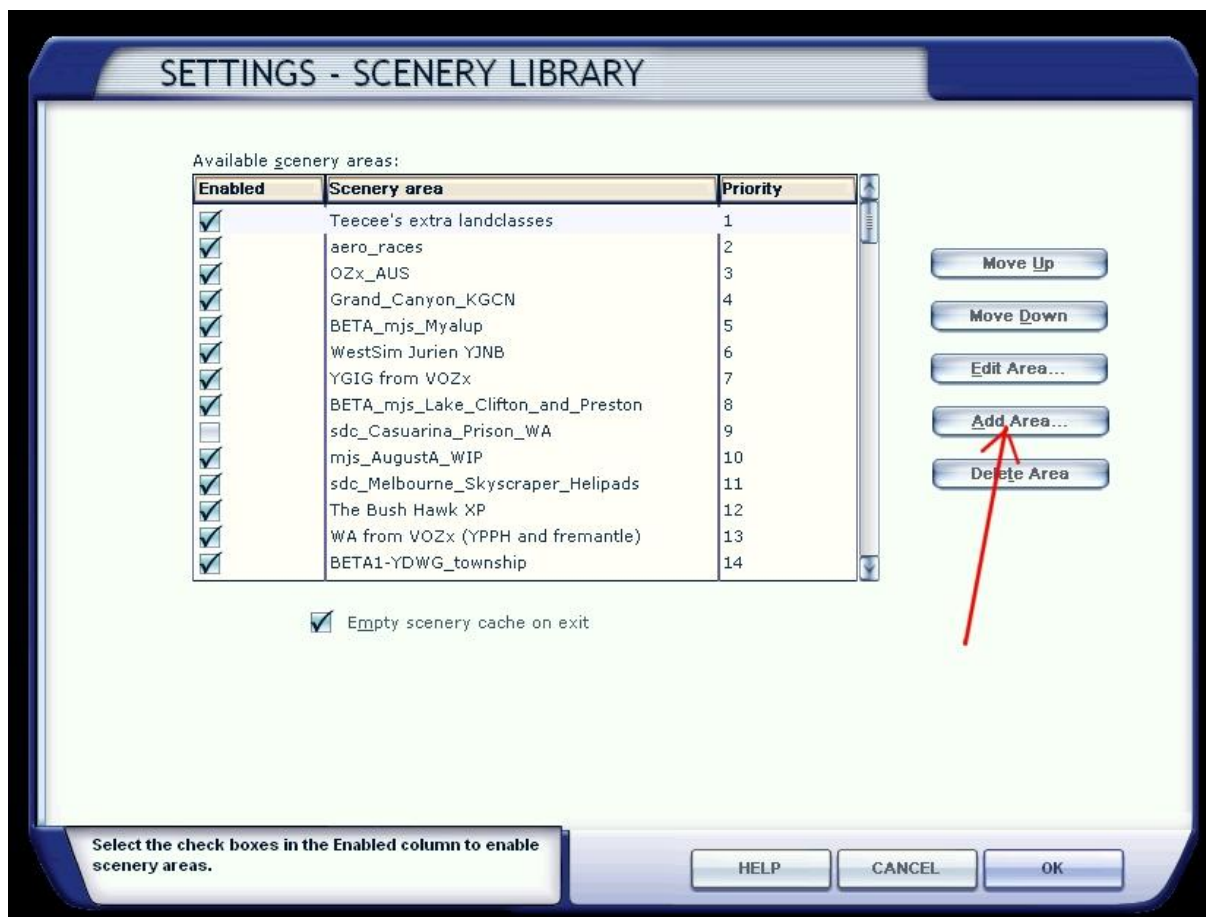 SETTINGS - SCENERY LIBRARY
Available scenery areas:
Enabled Scenery area Priority
Teecee's extra landclasses 1
aero_races 2
OZx_AUS 3
Grand_Canyon_KGCN 4
BETA_mjs_Myalup 5
WestSim Jurien YJNB 6
YGIG from VOZx 7
BETA_mjs_Lake_Clifton_and_Preston 8
sdc_Casuarina_Prison_WA 9
mjs_AugustA_WIP 10
sdc_Melbourne_Skyscraper_Helipads 11
The Bush Hawk XP 12
WA from VOZx (YPPH and fremantle) 13
BETA1-YDWG_township 14
Move Up
Move Down
Edit Area...
Add Area...
Delete Area
Empty scenery cache on exit
Select the check boxes in the Enabled column to enable
scenery areas.
HELP CANCEL OK